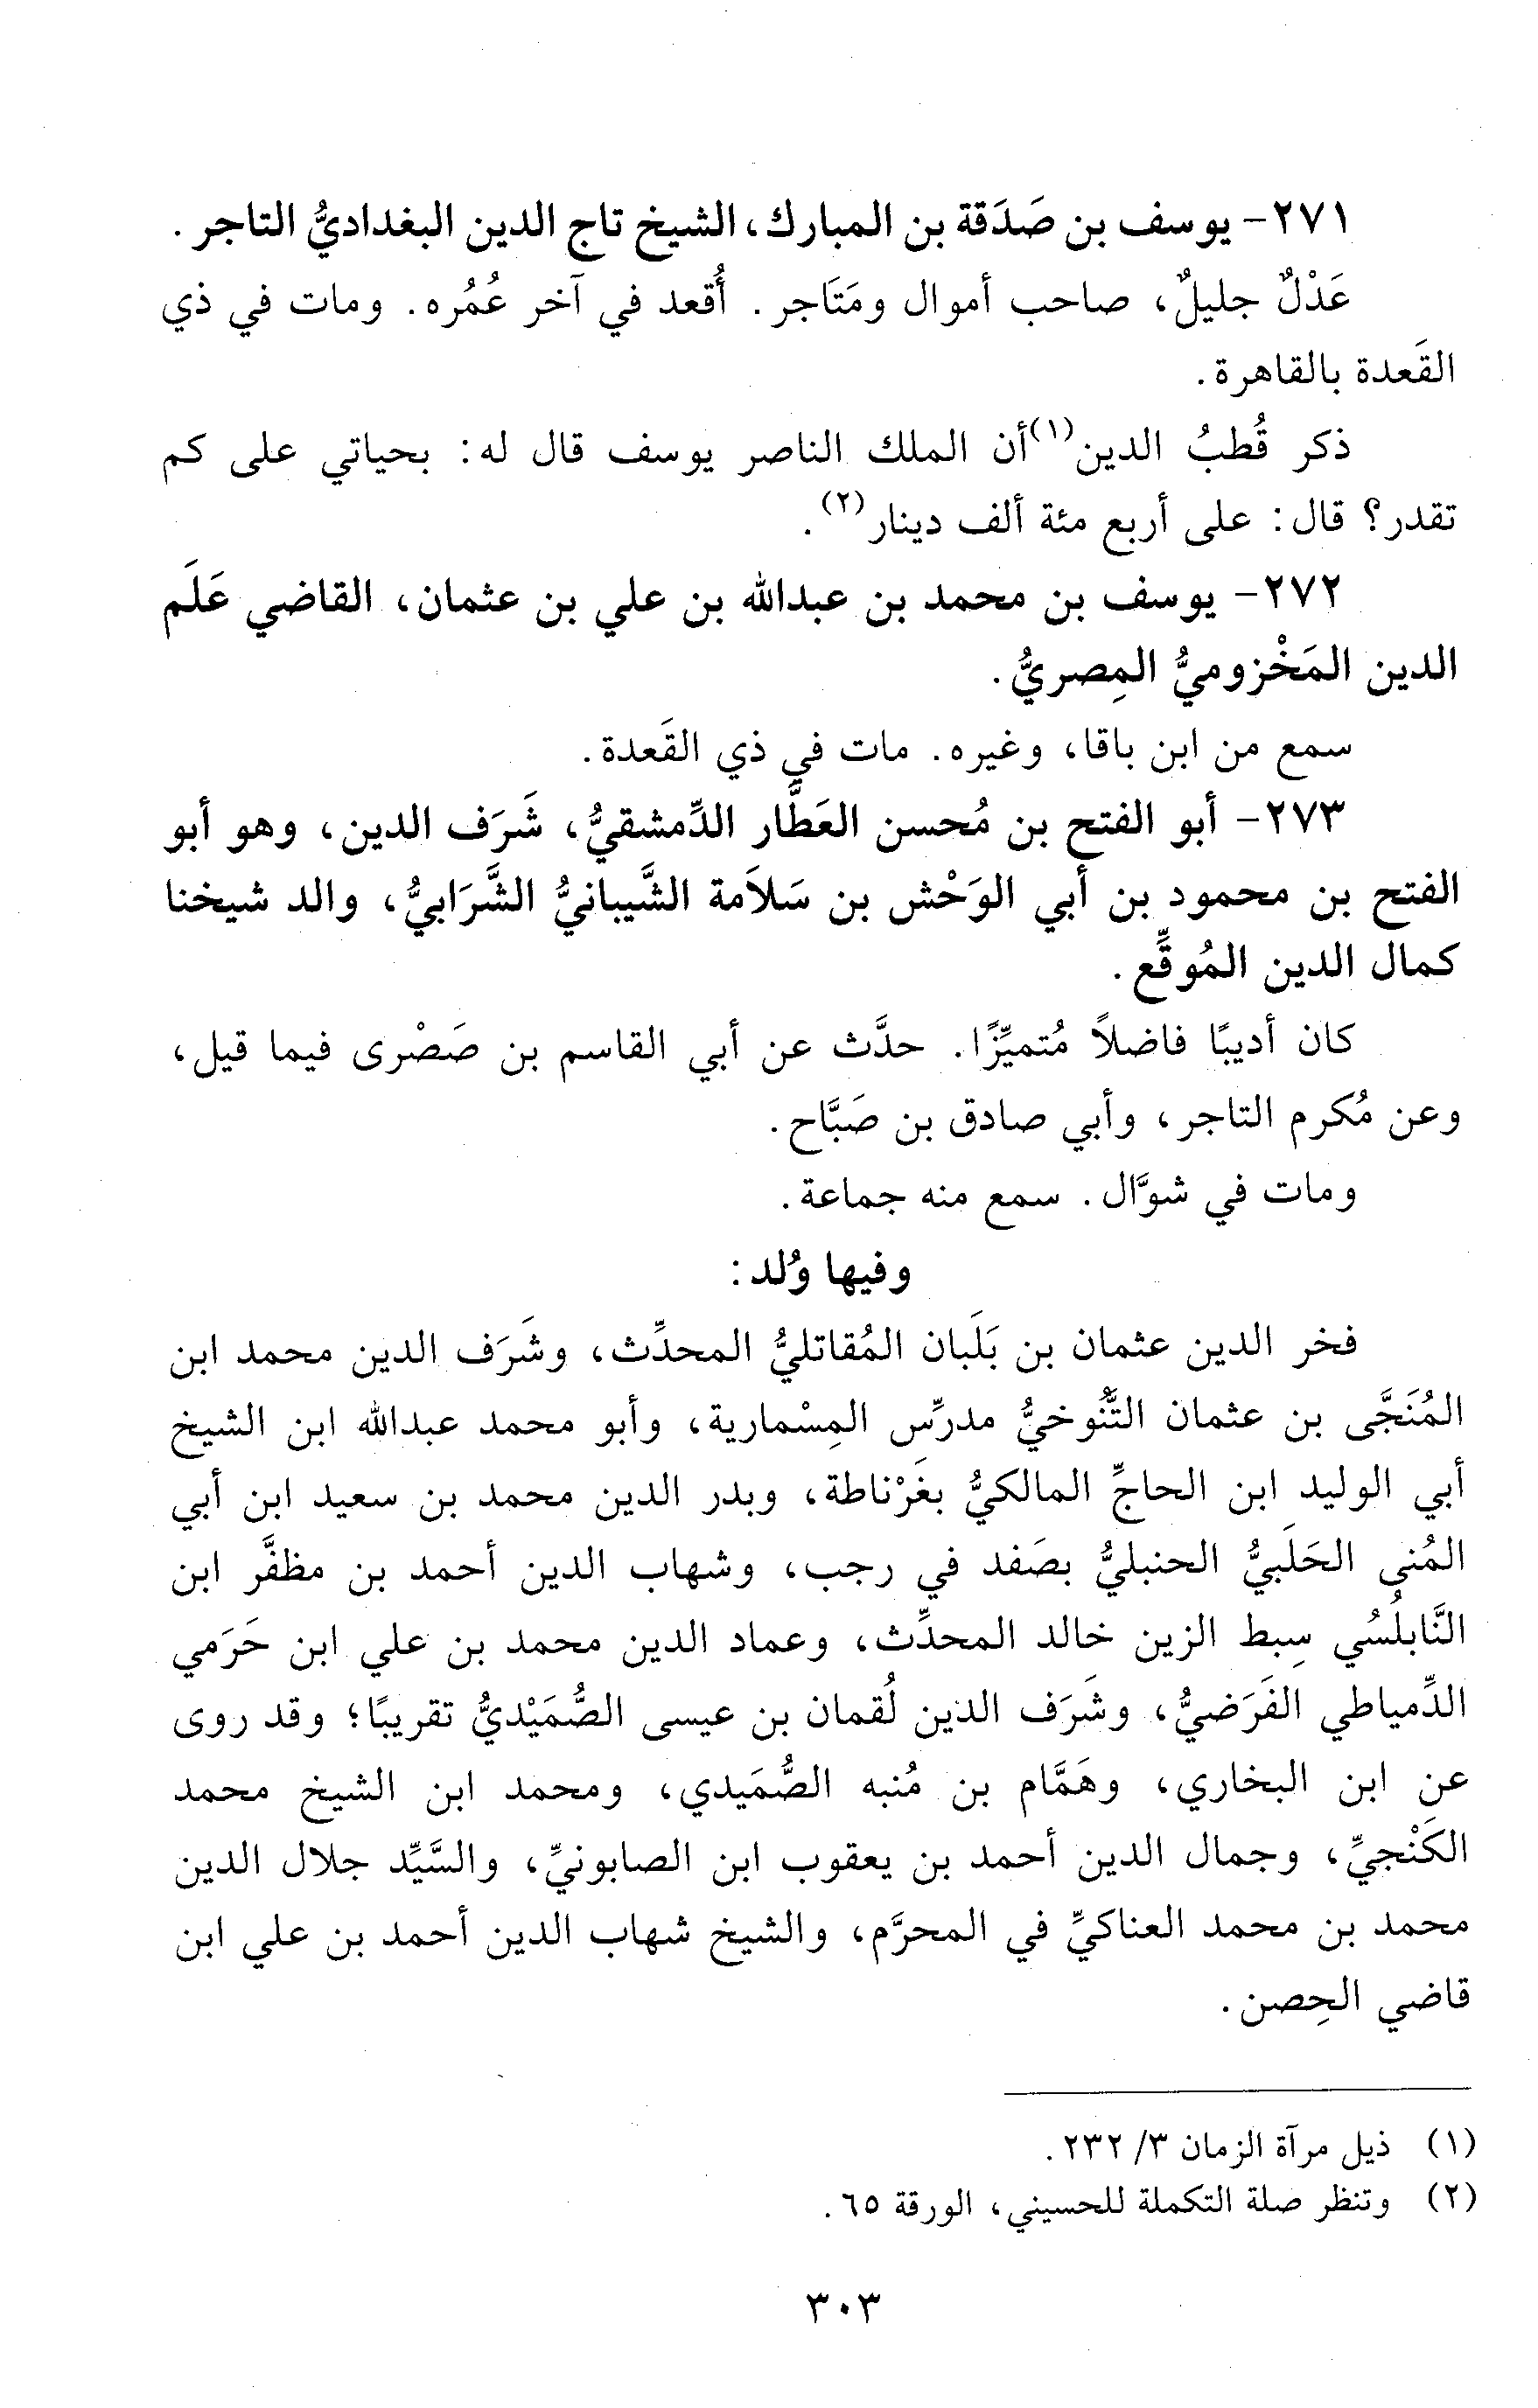 ٢٧١- يوسف بن صَدَقة بن المبارك، الشيخ تاج الدين البغداديُّ التاجر.
عَدْلٌ جليلٌ، صاحب أموال ومَتَاجر. أُقعد في آخر عُمُره. ومات في ذي
القَعدة بالقاهرة.
ذكر قُطبُ الدين(١) أن الملك الناصر يوسف قال له: بحياتي على كم
تقدر؟ قال: على أربع مئة ألف دينار(٢).
٢٧٢- يوسف بن محمد بن عبدالله بن علي بن عثمان، القاضي عَلَم
الدين المَخْزوميُّ المِصريُّ.
سمع من ابن باقا، وغيره. مات في ذي القَعدة.
٢٧٣- أبو الفتح بن مُحسن العَطَّار الدِّمشقيُّ، شَرَف الدين، وهو أبو
الفتح بن محمود بن أبي الوَحْش بن سَلاَمة الشَّيبانيُّ الشَّرَابيُّ، والد شيخنا
كمال الدين المُوقِّع.
كان أديبًا فاضلاً مُتميِّزًا. حدَّث عن أبي القاسم بن صَصْرى فيما قيل،
وعن مُكرم التاجر، وأبي صادق بن صَبَّاح.
ومات في شوَّال. سمع منه جماعة.
وفيها وُلد:
فخر الدين عثمان بن بَلَبان المُقاتليُّ المحدِّث، وشَرَف الدين محمد ابن
المُنَجَّى بن عثمان التَّنُوخيُّ مدرِّس المِسْمارية، وأبو محمد عبدالله ابن الشيخ
أبي الوليد ابن الحاجِّ المالكيُّ بغَرْناطة، وبدر الدين محمد بن سعيد ابن أبي
المُنى الحَلَبيُّ الحنبليُّ بصَفد في رجب، وشهاب الدين أحمد بن مظفَّر ابن
النَّابلُسُي سِبط الزين خالد المحدِّث، وعماد الدين محمد بن علي ابن حَرَمي
الدِّمياطي الفَرَضيُّ، وشَرَف الدين لُقمان بن عيسى الصُّمَيْديُّ تقريبًا؛ وقد روى
عن ابن البخاري، وهَمَّام بن مُنبه الصُّمَيدي، ومحمد ابن الشيخ محمد
الكَنْجيِّ، وجمال الدين أحمد بن يعقوب ابن الصابونيِّ، والسَّيِّد جلال الدين
محمد بن محمد العناكيِّ في المحرَّم، والشيخ شهاب الدين أحمد بن علي ابن
قاضي الحِصن.
(١) ذيل مرآة الزمان ٣/ ٢٣٢.
(٢) وتنظر صلة التكملة للحسيني، الورقة ٦٥.
٣٠٣